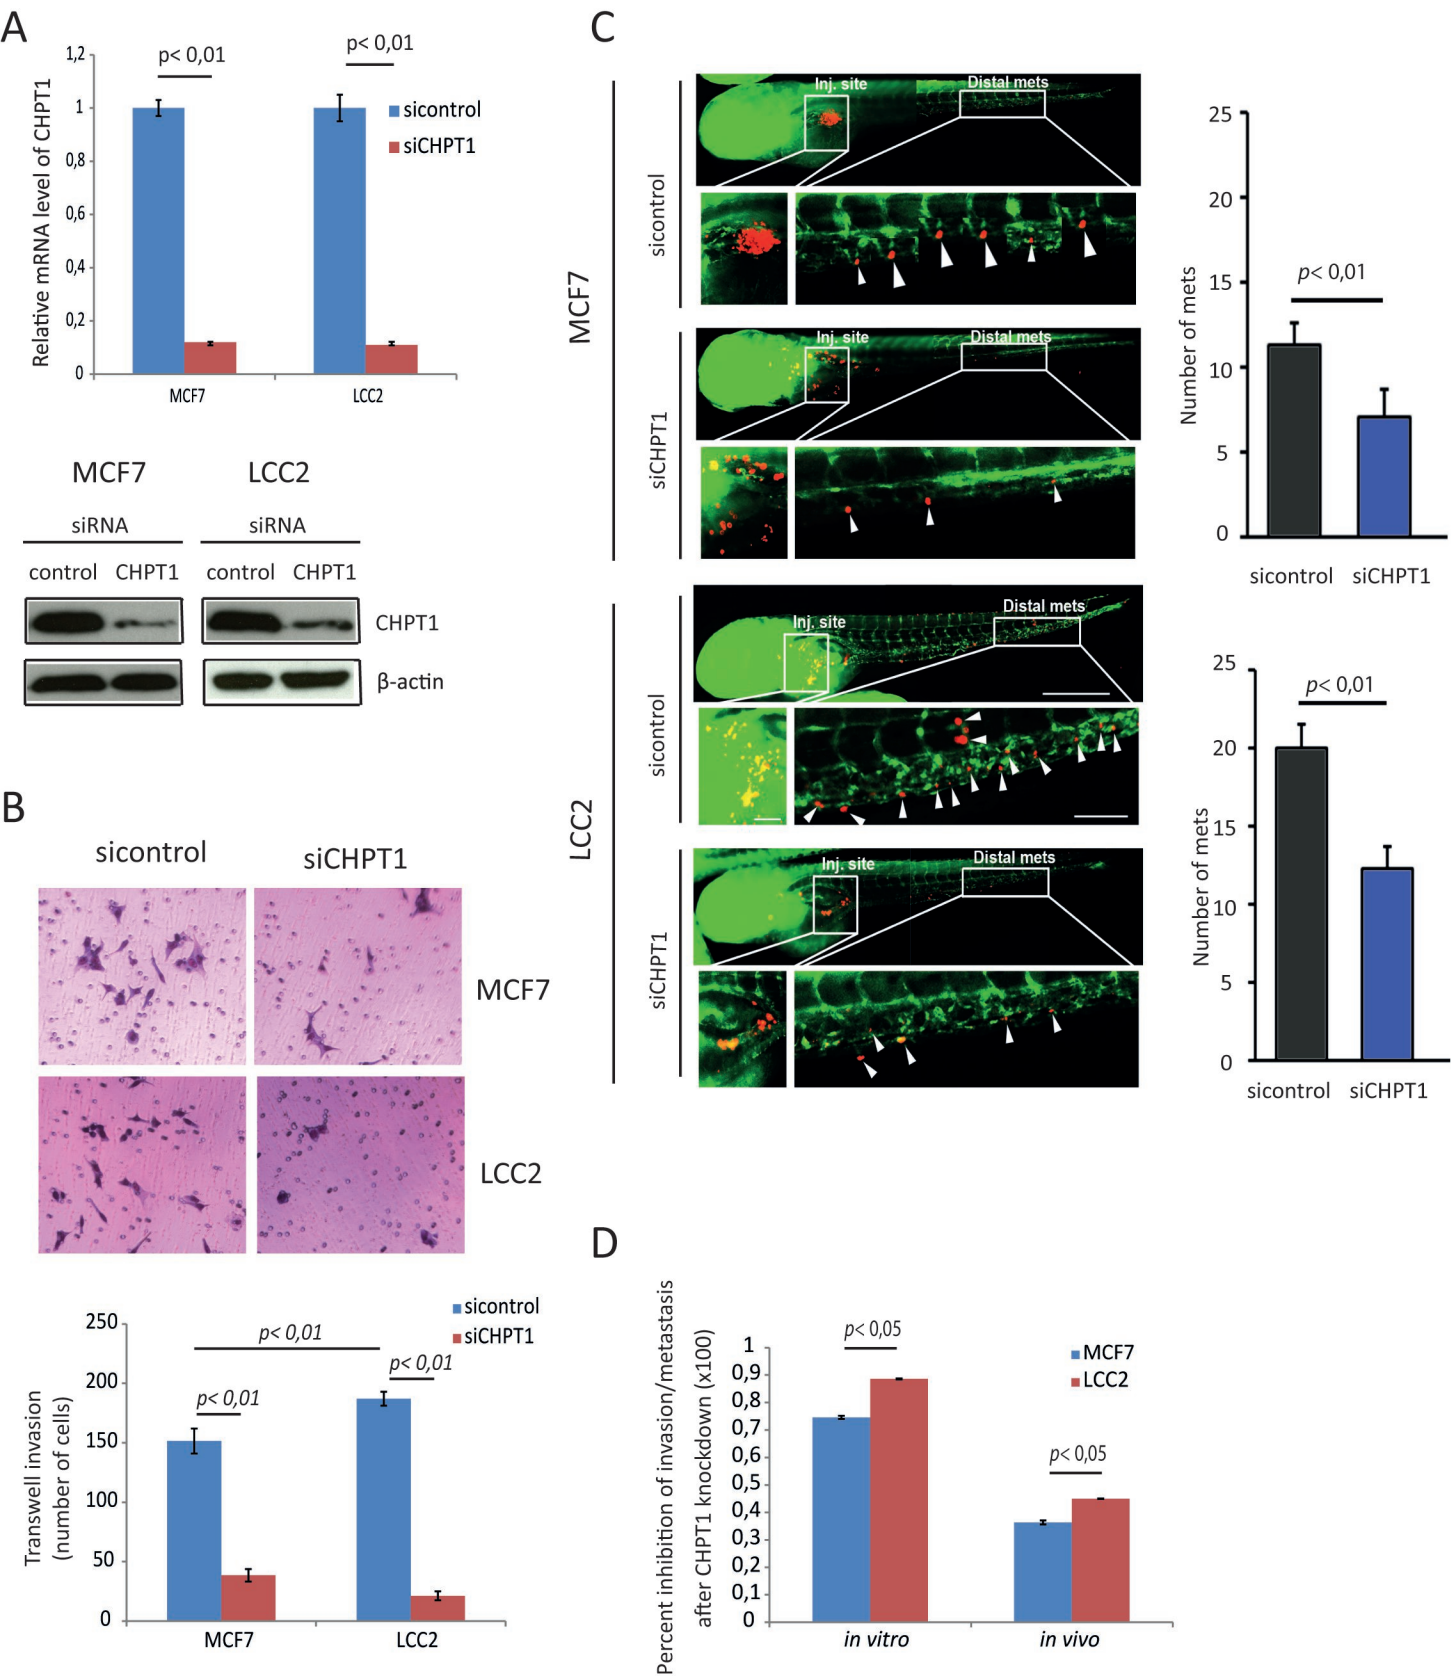 A
p< 0,01
p< 0,01
1,2
1
0,8
0,6
0,4
0,2
0
Relative mRNA level of CHPT1
sicontrol
siCHPT1
MCF7
LCC2
MCF7
LCC2
siRNA
siRNA
control
CHPT1
control
CHPT1
CHPT1
β-actin
B
sicontrol
siCHPT1
MCF7
LCC2
sicontrol
siCHPT1
250
200
150
100
50
0
Transwell invasion
(number of cells)
p< 0,01
p< 0,01
p< 0,01
MCF7
LCC2
C
MCF7
sicontrol
Inj. site
Distal mets
siCHPT1
Inj. site
Distal mets
LCC2
sicontrol
Inj. site
Distal mets
siCHPT1
Inj. site
Distal mets
25
20
15
10
5
0
Number of mets
p< 0,01
sicontrol
siCHPT1
25
20
15
10
5
0
Number of mets
p< 0,01
sicontrol
siCHPT1
D
Percent inhibition of invasion/metastasis
after CHPT1 knockdown (x100)
1
0,9
0,8
0,7
0,6
0,5
0,4
0,3
0,2
0,1
0
p< 0,05
p< 0,05
MCF7
LCC2
in vitro
in vivo